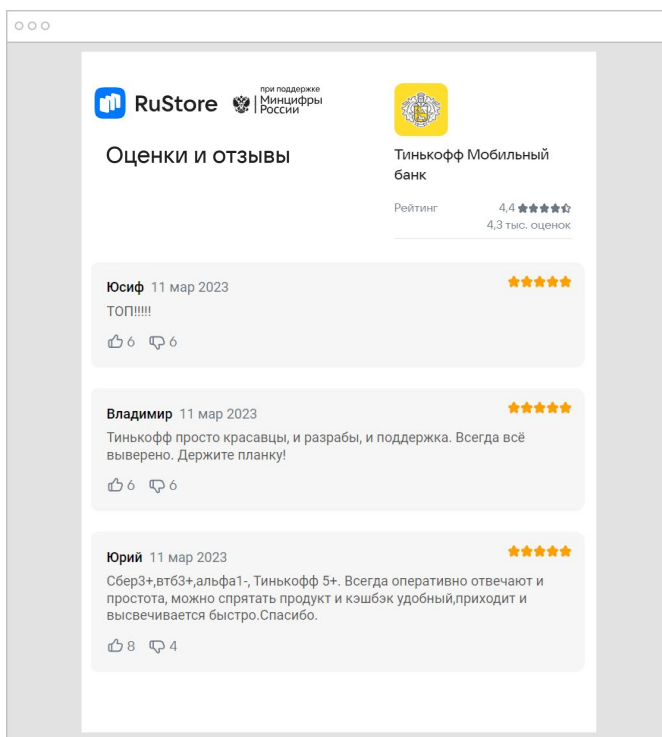 RuStore
при поддержке
Минцифры
России
Оценки и отзывы
Тинькофф Мобильный
банк
Рейтинг 4,4
4,3 тыс. оценок
Юсиф 11 мар 2023
ТОП!!!!!
6 6
Владимир 11 мар 2023
Тинькофф просто красавцы, и разрабы, и поддержка. Всегда всё
выверено. Держите планку!
6 6
Юрий 11 мар 2023
Сбер3+,втб3+,альфа1-, Тинькофф 5+. Всегда оперативно отвечают и
простота, можно спрятать продукт и кэшбэк удобный,приходит и
высвечивается быстро.Спасибо.
8 4